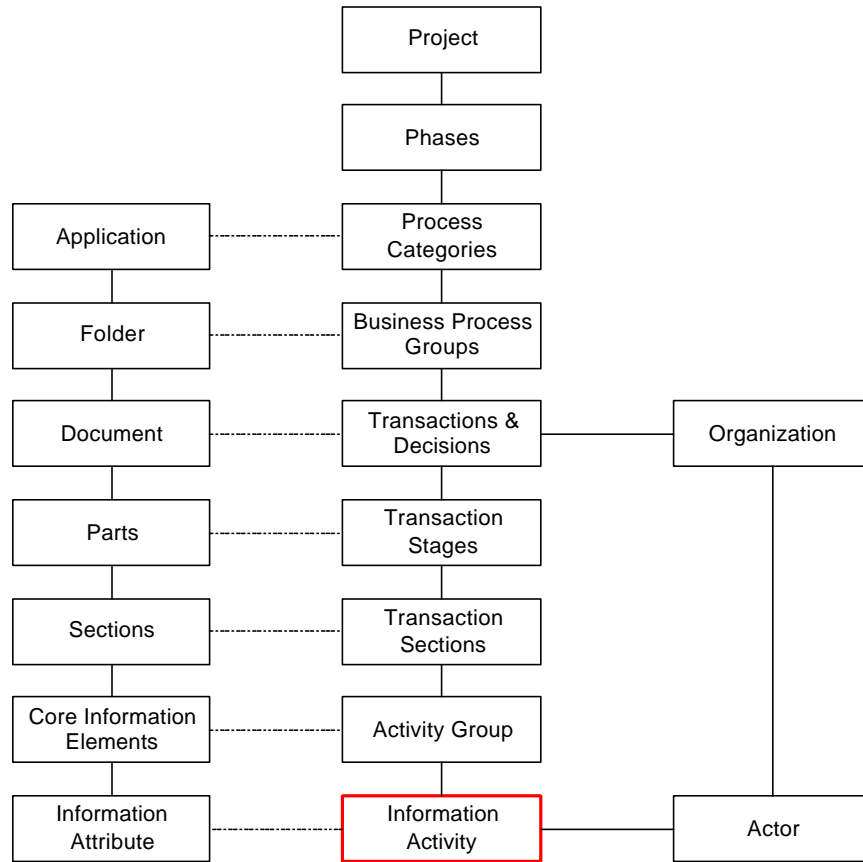 Project
Phases
Application
Process
Categories
Folder
Business Process
Groups
Document
Transactions &
Decisions
Organization
Parts
Transaction
Stages
Sections
Transaction
Sections
Core Information
Elements
Activity Group
Information
Attribute
Information
Activity
Actor